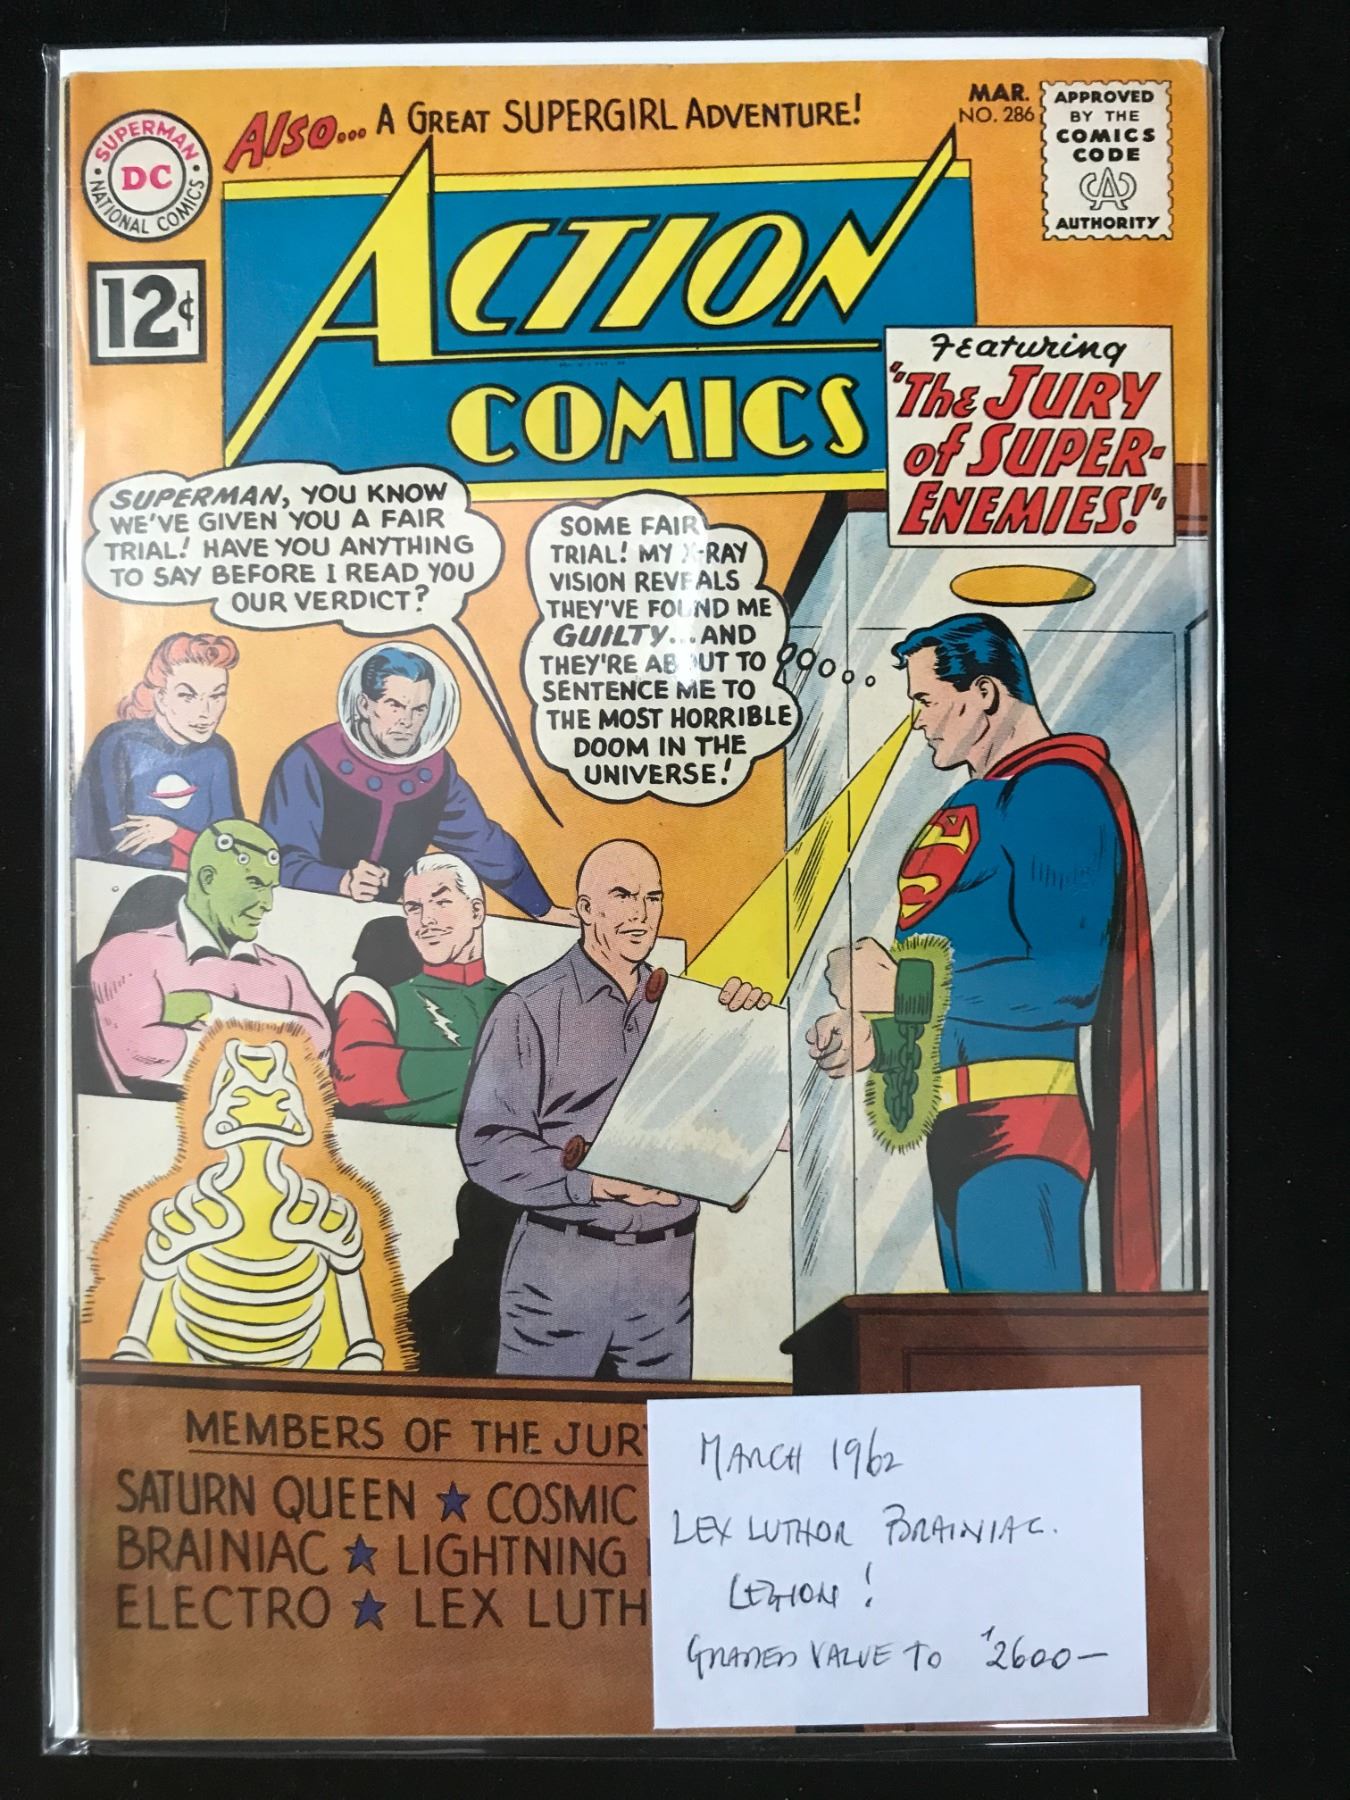 Also... A GREAT SUPERGIRL ADVENTURE!
MAR.
NO. 286
APPROVED
BY THE
COMICS
CODE
CA
AUTHORITY
SUPERMAN
DC
NATIONAL COMICS
12¢
ACTION
COMICS
Featuring
"The JURY
of SUPER-
ENEMIES!"
SUPERMAN, YOU KNOW
WE'VE GIVEN YOU A FAIR
TRIAL! HAVE YOU ANYTHING
TO SAY BEFORE I READ YOU
OUR VERDICT?
SOME FAIR
TRIAL! MY X-RAY
VISION REVEALS
THEY'VE FOUND ME
GUILTY... AND
THEY'RE ABOUT TO
SENTENCE ME TO
THE MOST HORRIBLE
DOOM IN THE
UNIVERSE!
S
MEMBERS OF THE JUR
SATURN QUEEN ★ COSMIC
BRAINIAC ★ LIGHTNING
ELECTRO ★ LEX LUTH
MARCH 1962
LEX LUTHOR BRAINIAC.
LEGION!
GRADED VALUE TO $2600—